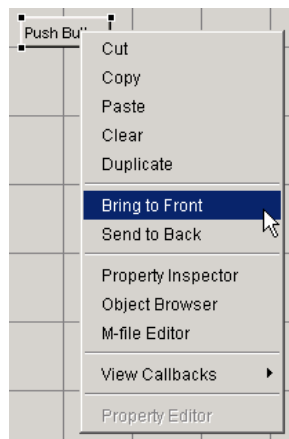 Push Bu
Cut
Copy
Paste
Clear
Duplicate
Bring to Front
Send to Back
Property Inspector
Object Browser
M-file Editor
View Callbacks
Property Editor